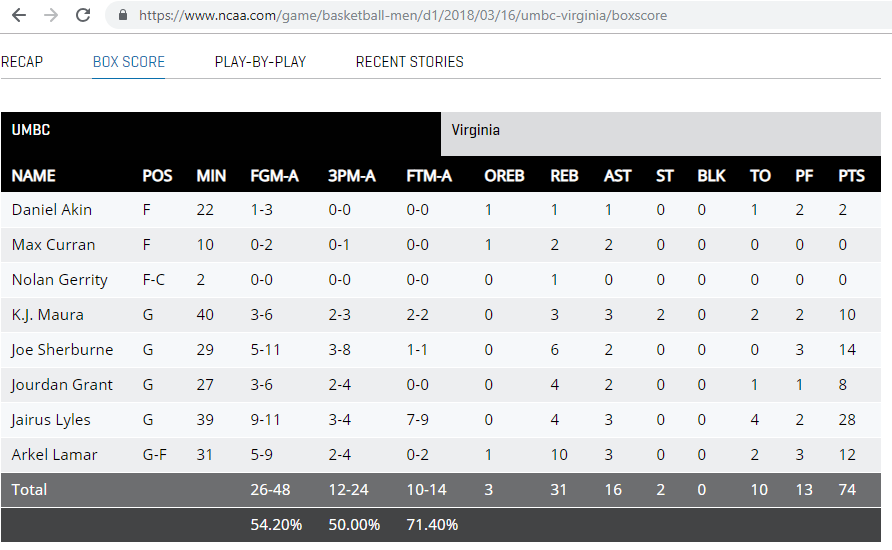 https://www.ncaa.com/game/basketball-men/d1/2018/03/16/umbc-virginia/boxscore
RECAP BOX SCORE PLAY-BY-PLAY RECENT STORIES
UMBC Virginia
NAME POS MIN FGM-A 3PM-A FTM-A OREB REB AST ST BLK TO PF PTS
Daniel Akin F 22 1-3 0-0 0-0 1 1 1 0 0 1 2 2
Max Curran F 10 0-2 0-1 0-0 1 2 2 0 0 0 0 0
Nolan Gerrity F-C 2 0-0 0-0 0-0 0 1 0 0 0 0 0 0
K.J. Maura G 40 3-6 2-3 2-2 0 3 3 2 0 2 2 10
Joe Sherburne G 29 5-11 3-8 1-1 0 6 2 0 0 0 3 14
Jourdan Grant G 27 3-6 2-4 0-0 0 4 2 0 0 1 1 8
Jairus Lyles G 39 9-11 3-4 7-9 0 4 3 0 0 4 2 28
Arkel Lamar G-F 31 5-9 2-4 0-2 1 10 3 0 0 2 3 12
Total 26-48 12-24 10-14 3 31 16 2 0 10 13 74
54.20% 50.00% 71.40%